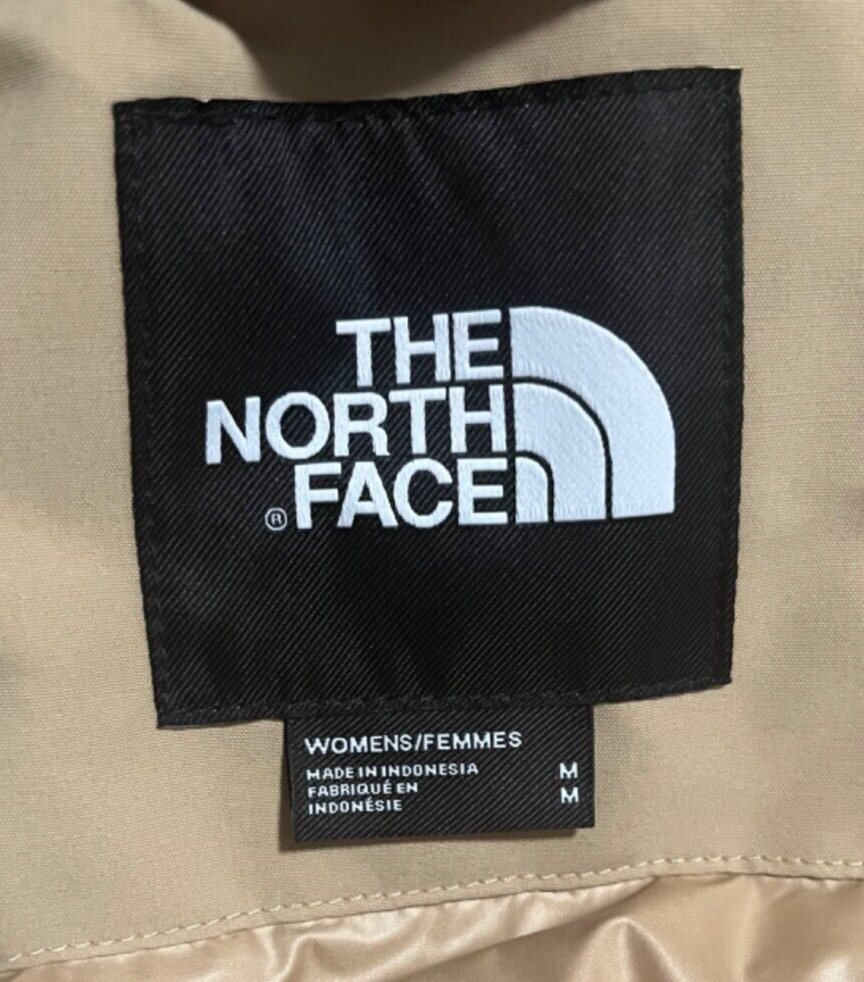 THE
NORTH
® FACE
WOMENS/FEMMES
MADE IN INDONESIA M
FABRIQUÉ EN M
INDONÉSIE